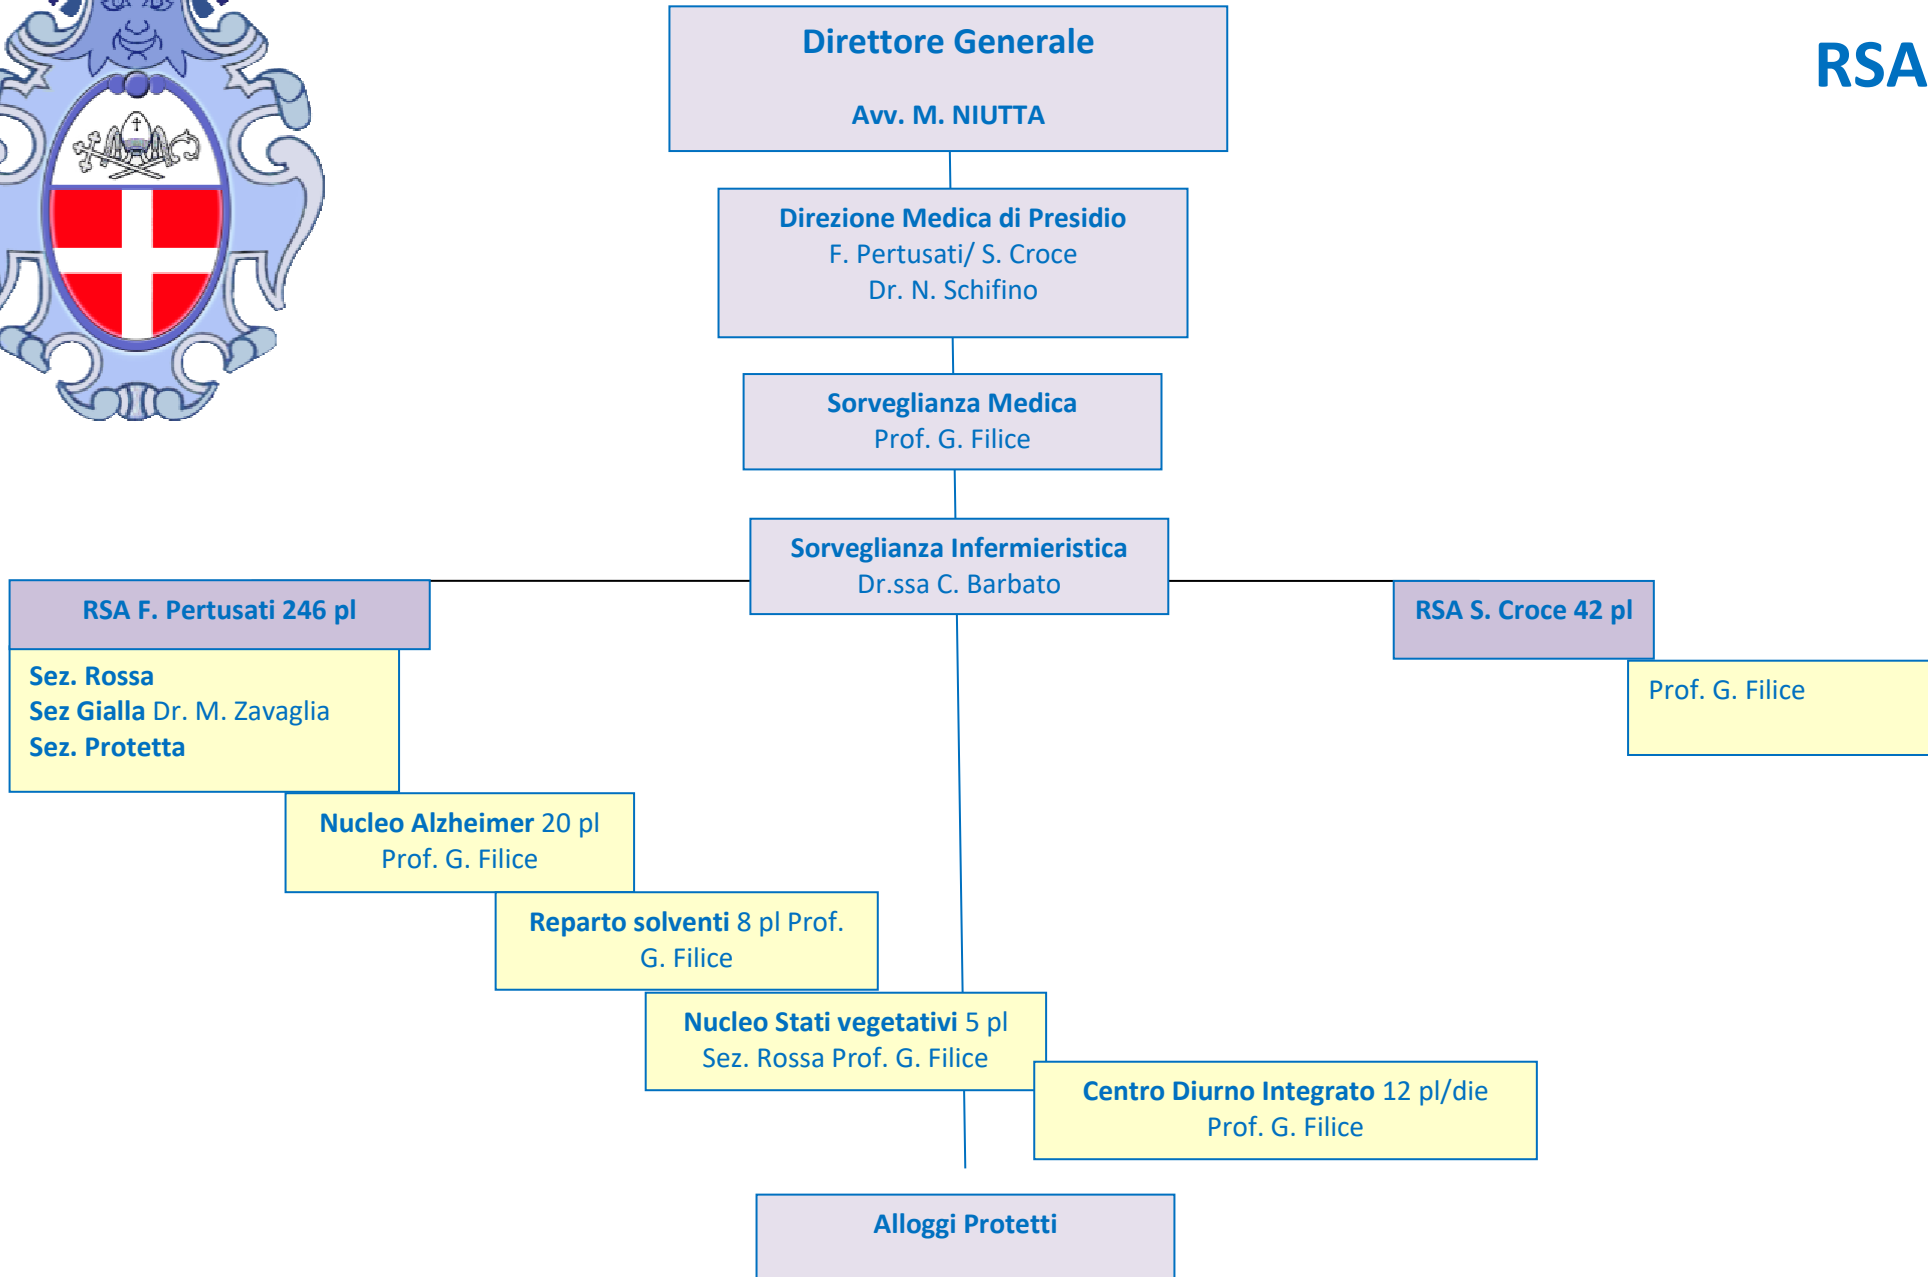 RSA
Direttore Generale
Avv. M. NIUTTA
Direzione Medica di Presidio
F. Pertusati/ S. Croce
Dr. N. Schifino
Sorveglianza Medica
Prof. G. Filice
Sorveglianza Infermieristica
Dr.ssa C. Barbato
RSA F. Pertusati 246 pl
Sez. Rossa
Sez Gialla Dr. M. Zavaglia
Sez. Protetta
RSA S. Croce 42 pl
Prof. G. Filice
Nucleo Alzheimer 20 pl
Prof. G. Filice
Reparto solventi 8 pl Prof.
G. Filice
Nucleo Stati vegetativi 5 pl
Sez. Rossa Prof. G. Filice
Centro Diurno Integrato 12 pl/die
Prof. G. Filice
Alloggi Protetti